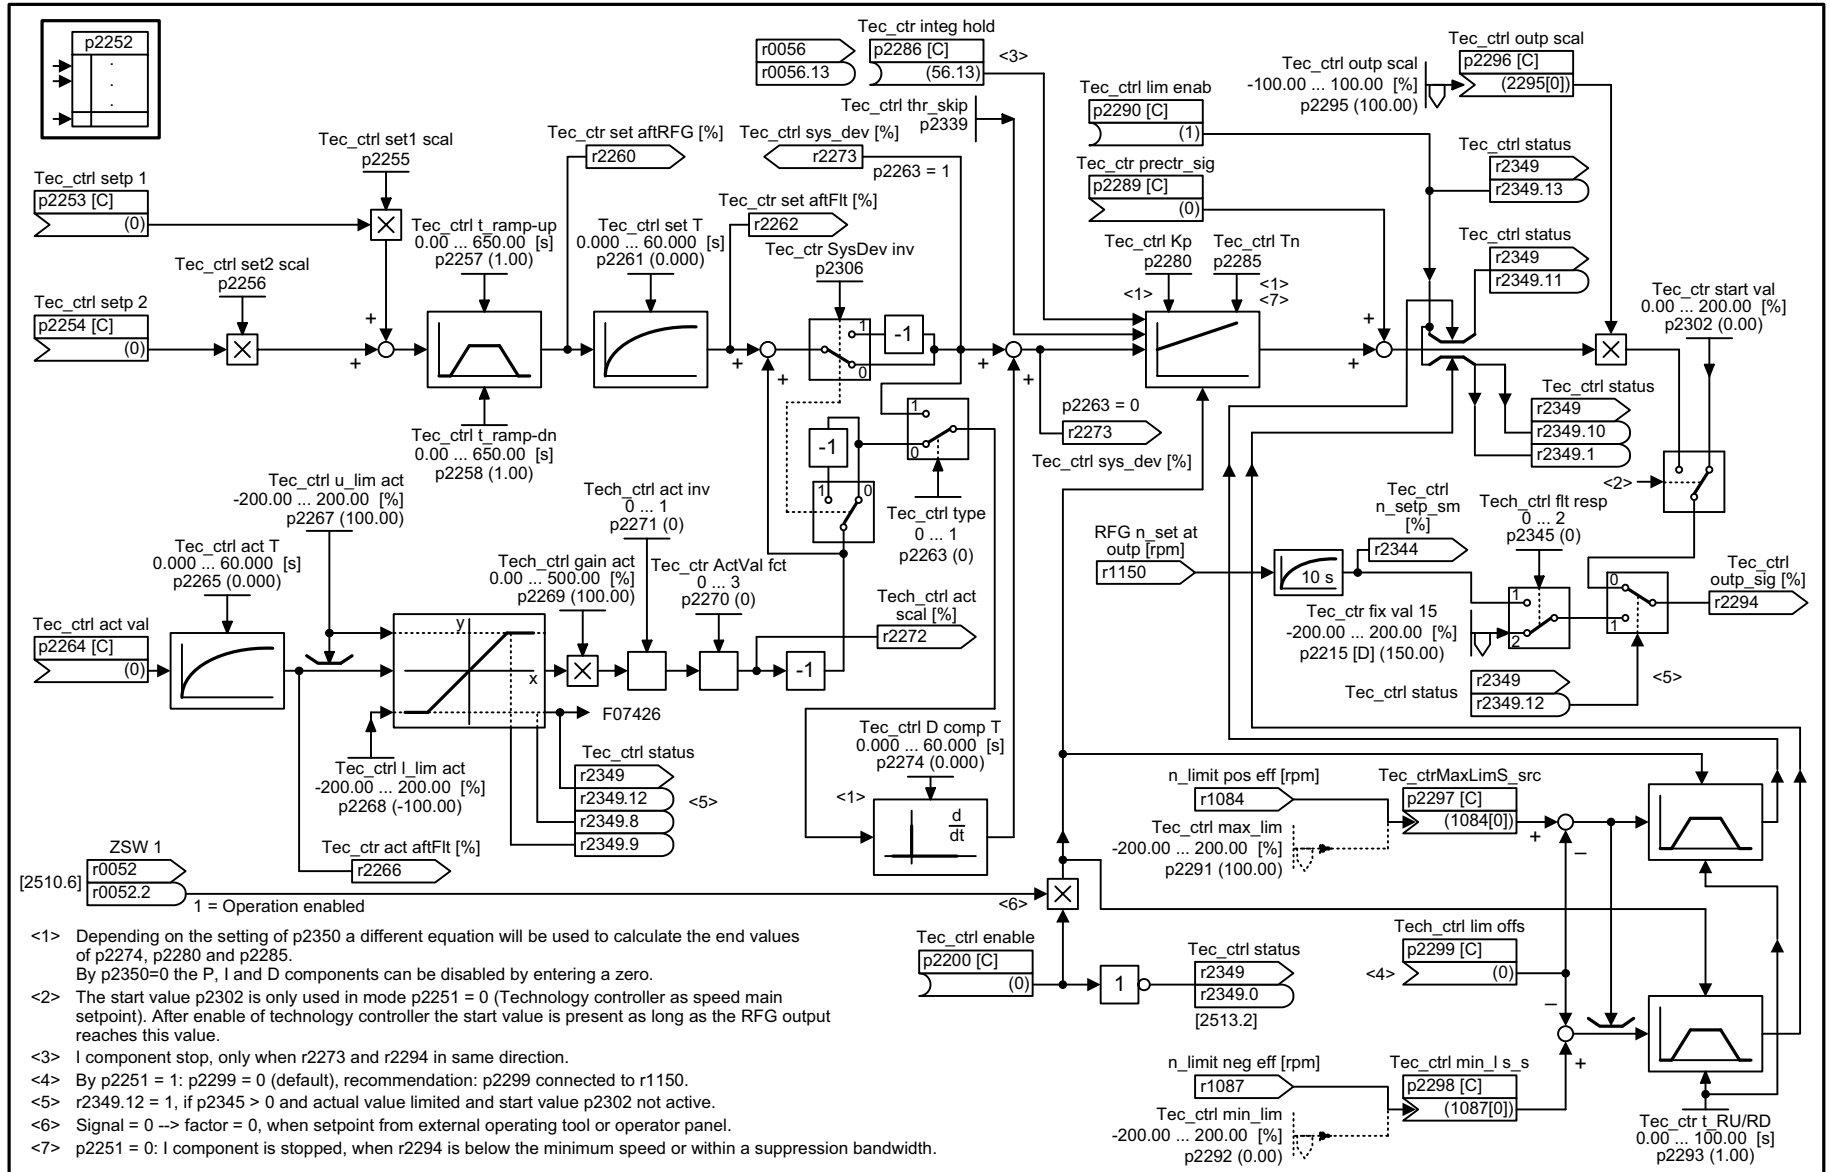 p2252
Tec_ctrl setp 1
p2253 [C]
(0)
Tec_ctrl set1 scal
p2255
Tec_ctrl setp 2
p2254 [C]
(0)
Tec_ctrl set2 scal
p2256
+
+
Tec_ctrl t_ramp-up
0.00 ... 650.00 [s]
p2257 (1.00)
Tec_ctrl t_ramp-dn
0.00 ... 650.00 [s]
p2258 (1.00)
Tec_ctr set aftRFG [%]
r2260
Tec_ctrl set T
0.000 ... 60.000 [s]
p2261 (0.000)
Tec_ctrl sys_dev [%]
r2273
p2263 = 1
Tec_ctr set aftFlt [%]
r2262
Tec_ctr SysDev inv
p2306
+
+
1
0
-1
-1
1
0
1
0
Tec_ctrl type
0 ... 1
p2263 (0)
r0056
r0056.13
Tec_ctr integ hold
p2286 [C]
(56.13)
<3>
Tec_ctrl thr_skip
p2339
+
+
p2263 = 0
r2273
Tec_ctrl sys_dev [%]
Tec_ctrl lim enab
p2290 [C]
(1)
Tec_ctr prectr_sig
p2289 [C]
(0)
Tec_ctrl Kp
p2280
<1>
Tec_ctrl Tn
p2285
<1>
<7>
+
+
Tec_ctrl outp scal
-100.00 ... 100.00 [%]
p2295 (100.00)
Tec_ctrl outp scal
p2296 [C]
(2295[0])
Tec_ctrl status
r2349
r2349.13
Tec_ctrl status
r2349
r2349.11
Tec_ctr start val
0.00 ... 200.00 [%]
p2302 (0.00)
Tec_ctrl status
r2349
r2349.10
r2349.1
<2>
Tec_ctrl u_lim act
-200.00 ... 200.00 [%]
p2267 (100.00)
Tec_ctrl act T
0.000 ... 60.000 [s]
p2265 (0.000)
Tec_ctrl act val
p2264 [C]
(0)
y
x
Tec_ctrl l_lim act
-200.00 ... 200.00 [%]
p2268 (-100.00)
Tec_ctr act aftFlt [%]
r2266
Tech_ctrl act inv
0 ... 1
p2271 (0)
Tech_ctrl gain act
0.00 ... 500.00 [%]
p2269 (100.00)
Tec_ctr ActVal fct
0 ... 3
p2270 (0)
Tech_ctrl act
scal [%]
r2272
-1
F07426
Tec_ctrl status
r2349
r2349.12
r2349.8
r2349.9
<5>
Tec_ctrl D comp T
0.000 ... 60.000 [s]
p2274 (0.000)
<1>
d
dt
RFG n_set at
outp [rpm]
r1150
10 s
Tec_ctrl
n_setp_sm
[%]
r2344
Tech_ctrl flt resp
0 ... 2
p2345 (0)
Tec_ctr fix val 15
-200.00 ... 200.00 [%]
p2215 [D] (150.00)
1
2
0
1
Tec_ctrl
outp_sig [%]
r2294
Tec_ctrl status
r2349
r2349.12
<5>
n_limit pos eff [rpm]
r1084
Tec_ctrl max_lim
-200.00 ... 200.00 [%]
p2291 (100.00)
Tec_ctrMaxLimS_src
p2297 [C]
(1084[0])
+
–
ZSW 1
[2510.6]
r0052
r0052.2
1 = Operation enabled
<6>
Tec_ctrl enable
p2200 [C]
(0)
1
Tec_ctrl status
r2349
r2349.0
[2513.2]
Tech_ctrl lim offs
p2299 [C]
(0)
<4>
–
+
n_limit neg eff [rpm]
r1087
Tec_ctrl min_lim
-200.00 ... 200.00 [%]
p2292 (0.00)
Tec_ctrl min_l s_s
p2298 [C]
(1087[0])
Tec_ctr t_RU/RD
0.00 ... 100.00 [s]
p2293 (1.00)
<1> Depending on the setting of p2350 a different equation will be used to calculate the end values
of p2274, p2280 and p2285.
By p2350=0 the P, I and D components can be disabled by entering a zero.
<2> The start value p2302 is only used in mode p2251 = 0 (Technology controller as speed main
setpoint). After enable of technology controller the start value is present as long as the RFG output
reaches this value.
<3> I component stop, only when r2273 and r2294 in same direction.
<4> By p2251 = 1: p2299 = 0 (default), recommendation: p2299 connected to r1150.
<5> r2349.12 = 1, if p2345 > 0 and actual value limited and start value p2302 not active.
<6> Signal = 0 --> factor = 0, when setpoint from external operating tool or operator panel.
<7> p2251 = 0: I component is stopped, when r2294 is below the minimum speed or within a suppression bandwidth.